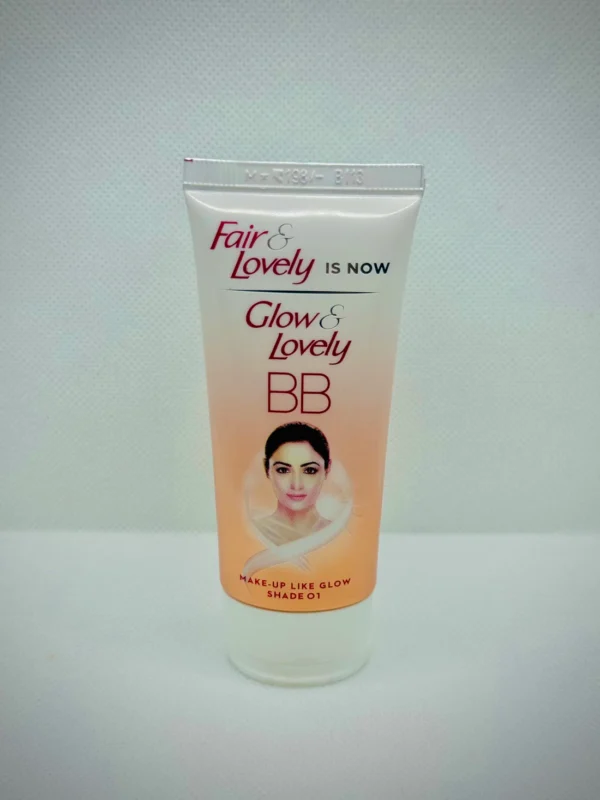 Fair &
Lovely IS NOW
Glow &
Lovely
BB
MAKE-UP LIKE GLOW
SHADE 01